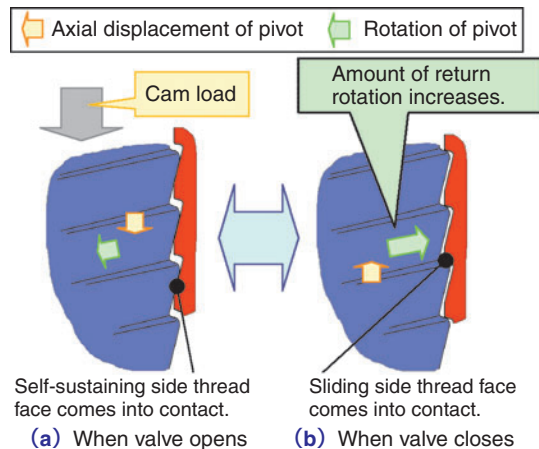 Axial displacement of pivot
Rotation of pivot
Cam load
Amount of return
rotation increases.
Self-sustaining side thread
face comes into contact.
Sliding side thread face
comes into contact.
(a) When valve opens
(b) When valve closes